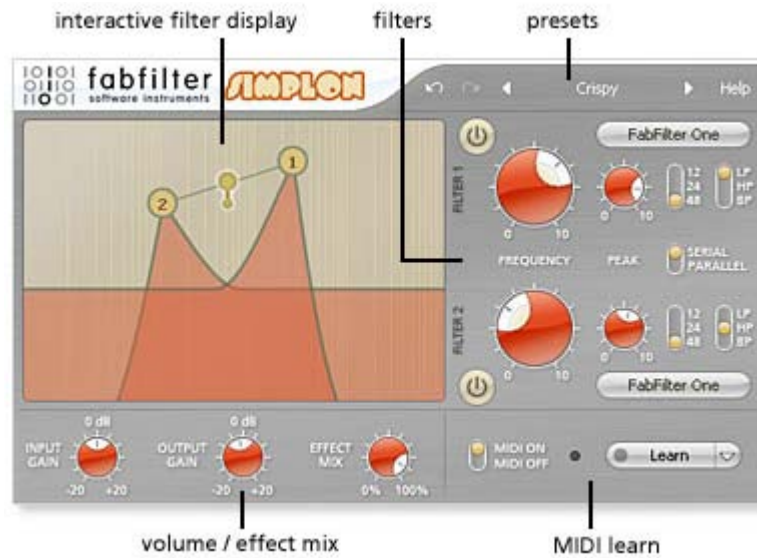 interactive filter display
filters
presets
fabfilter
software instruments
SIMPLON
Crispy
Help
1
2
FILTER 1
FabFilter One
0 10
0 10
12
24
48
LP
HP
BP
FREQUENCY
PEAK
SERIAL
PARALLEL
FILTER 2
0 10
0 10
12
24
48
LP
HP
BP
FabFilter One
INPUT
GAIN
0 dB
-20 +20
OUTPUT
GAIN
0 dB
-20 +20
EFFECT
MIX
0% 100%
MIDI ON
MIDI OFF
Learn
volume / effect mix
MIDI learn